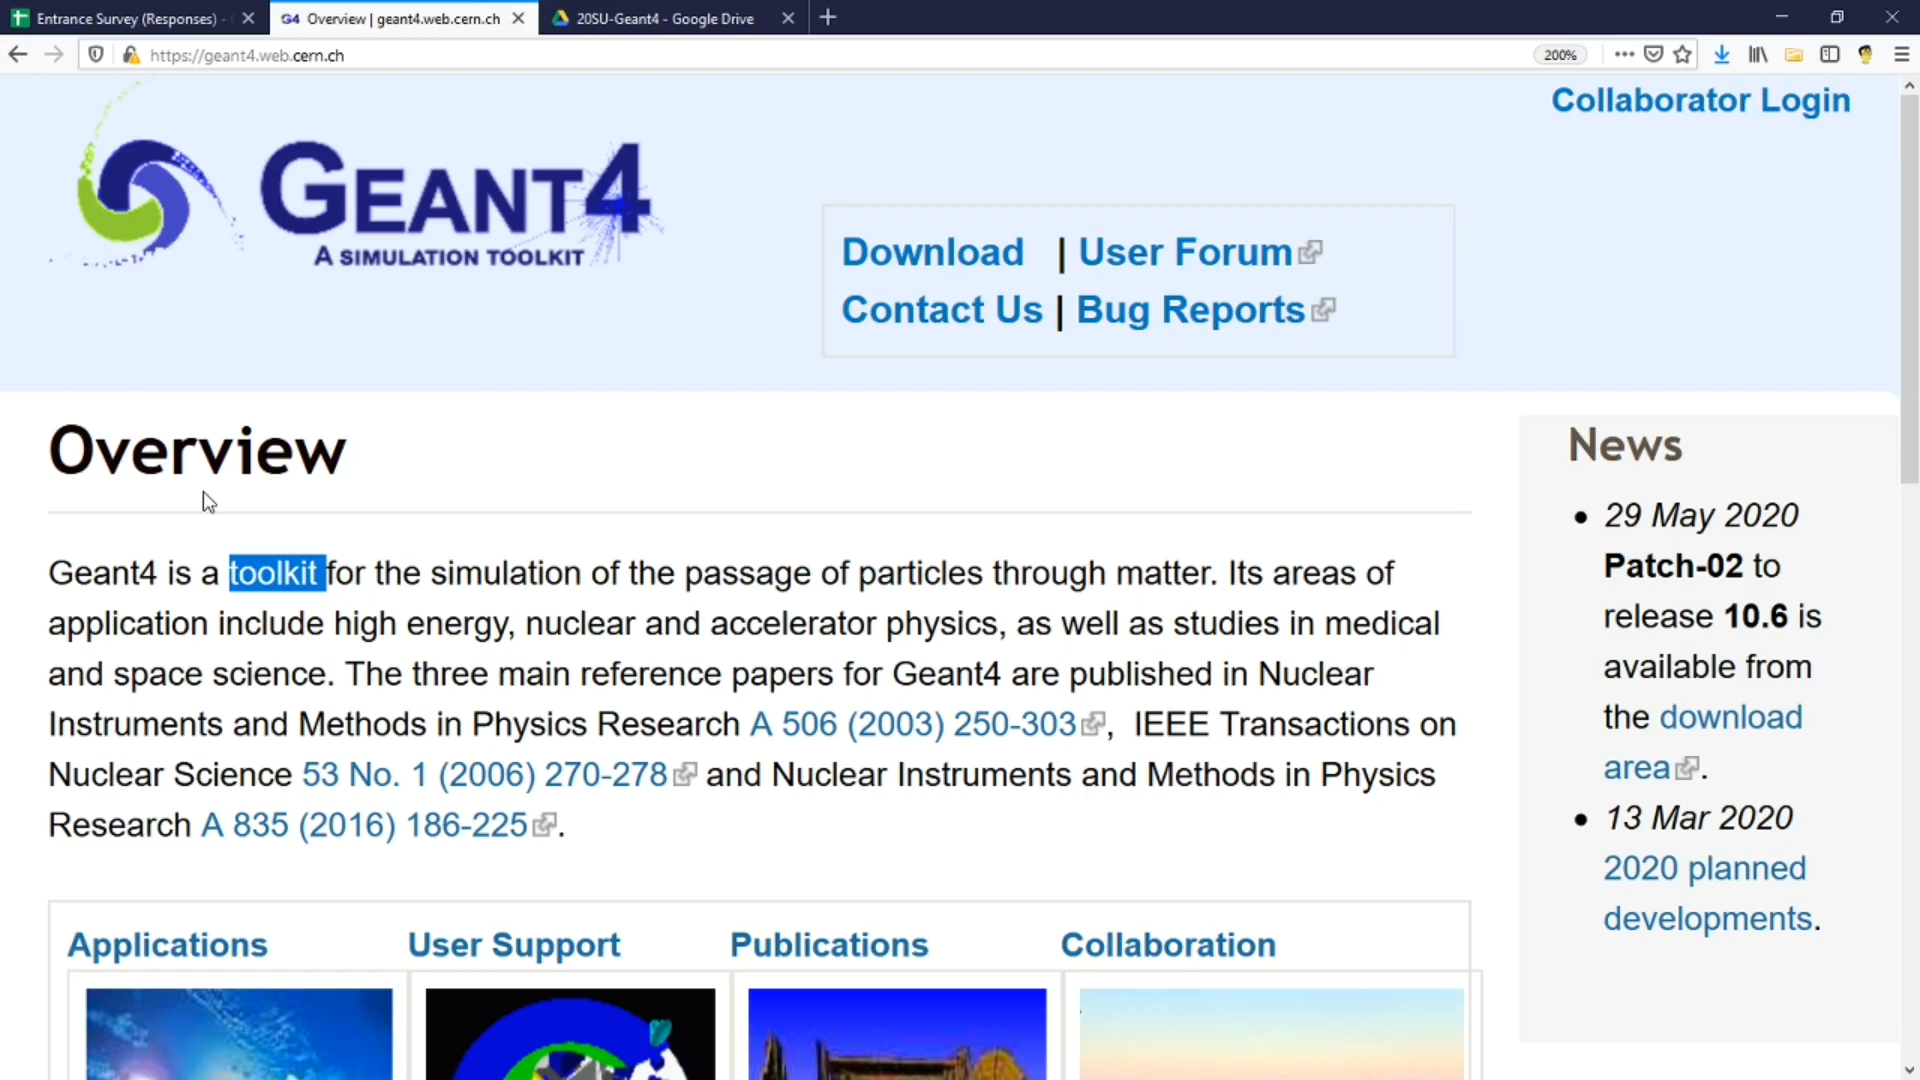 Entrance Survey (Responses) -
G4 Overview | geant4.web.cern.ch
20SU-Geant4 - Google Drive
https://geant4.web.cern.ch
200%
Collaborator Login
GEANT4
A SIMULATION TOOLKIT
Download | User Forum
Contact Us | Bug Reports
Overview
Geant4 is a toolkit for the simulation of the passage of particles through matter. Its areas of
application include high energy, nuclear and accelerator physics, as well as studies in medical
and space science. The three main reference papers for Geant4 are published in Nuclear
Instruments and Methods in Physics Research A 506 (2003) 250-303, IEEE Transactions on
Nuclear Science 53 No. 1 (2006) 270-278 and Nuclear Instruments and Methods in Physics
Research A 835 (2016) 186-225.
News
• 29 May 2020
Patch-02 to
release 10.6 is
available from
the download
area.
• 13 Mar 2020
2020 planned
developments.
Applications
User Support
Publications
Collaboration